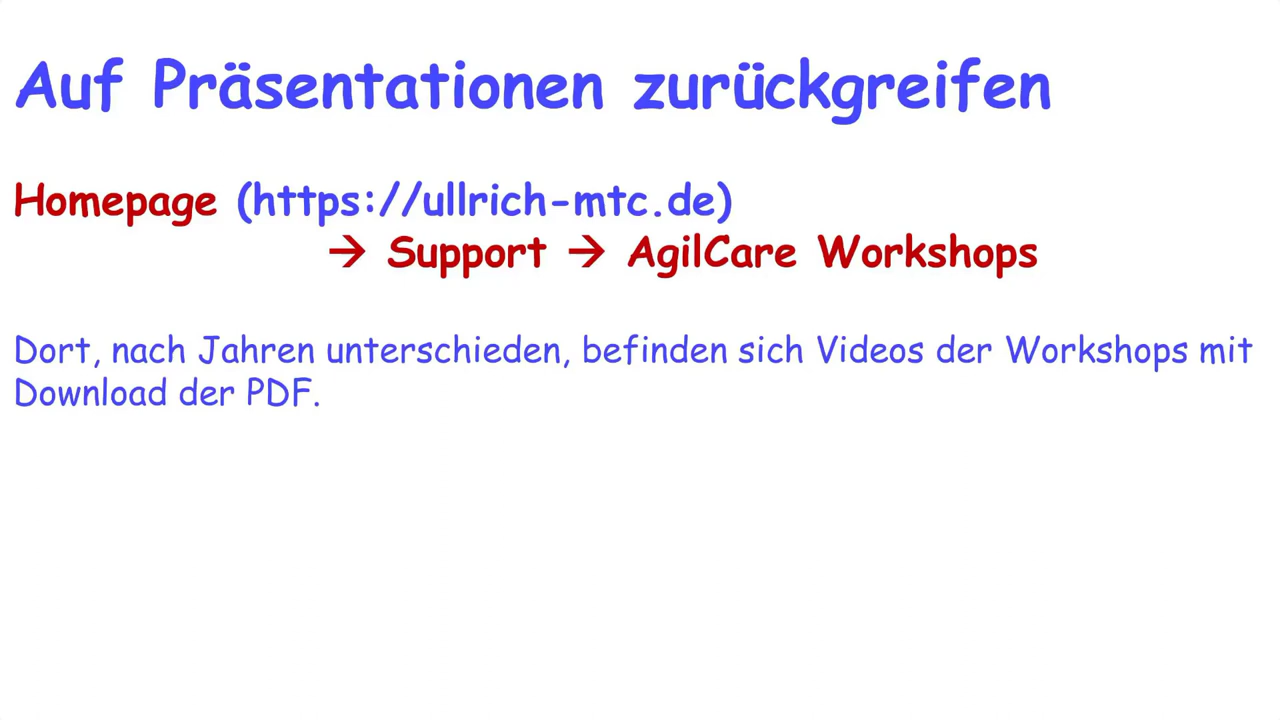 Auf Präsentationen zurückgreifen
Homepage (https://ullrich-mtc.de)
→ Support → AgilCare Workshops
Dort, nach Jahren unterschieden, befinden sich Videos der Workshops mit
Download der PDF.